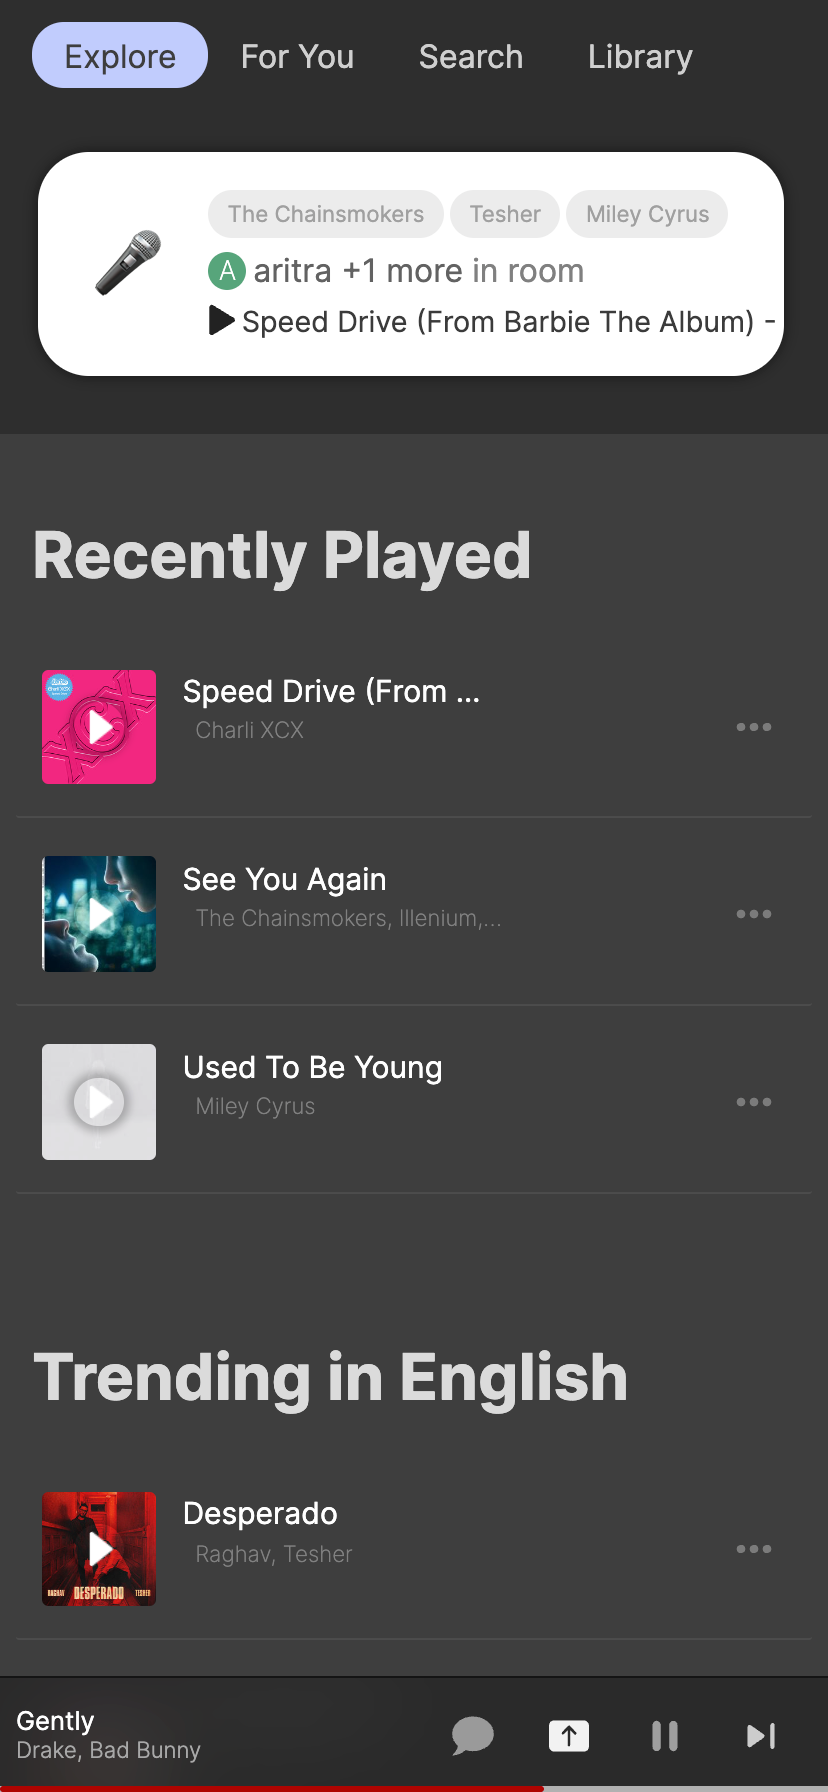 Explore For You Search Library
The Chainsmokers Tesher Miley Cyrus
A aritra +1 more in room
Speed Drive (From Barbie The Album) -
Recently Played
Speed Drive (From ...
Charli XCX
See You Again
The Chainsmokers, Illenium,...
Used To Be Young
Miley Cyrus
Trending in English
Desperado
Raghav, Tesher
RAGHAV DESPERADO TESHER
Gently
Drake, Bad Bunny